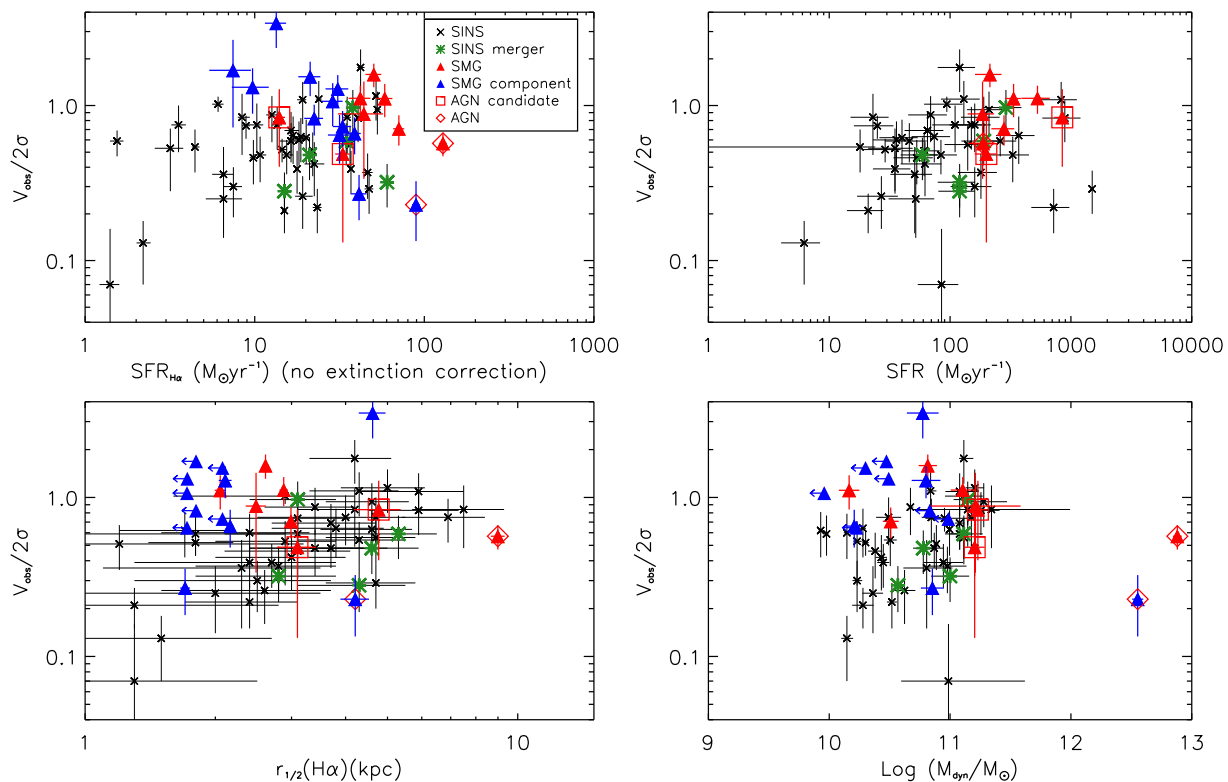 SINS
SINS merger
SMG
SMG component
AGN candidate
AGN
1.0
0.1
V_obs/2σ
1 10 100 1000
SFR_Hα (M_⊙yr⁻¹) (no extinction correction)
1.0
0.1
V_obs/2σ
1 10 100 1000 10000
SFR (M_⊙yr⁻¹)
1.0
0.1
V_obs/2σ
1 10
r_1/2(Hα)(kpc)
1.0
0.1
V_obs/2σ
9 10 11 12 13
Log (M_dyn/M_⊙)